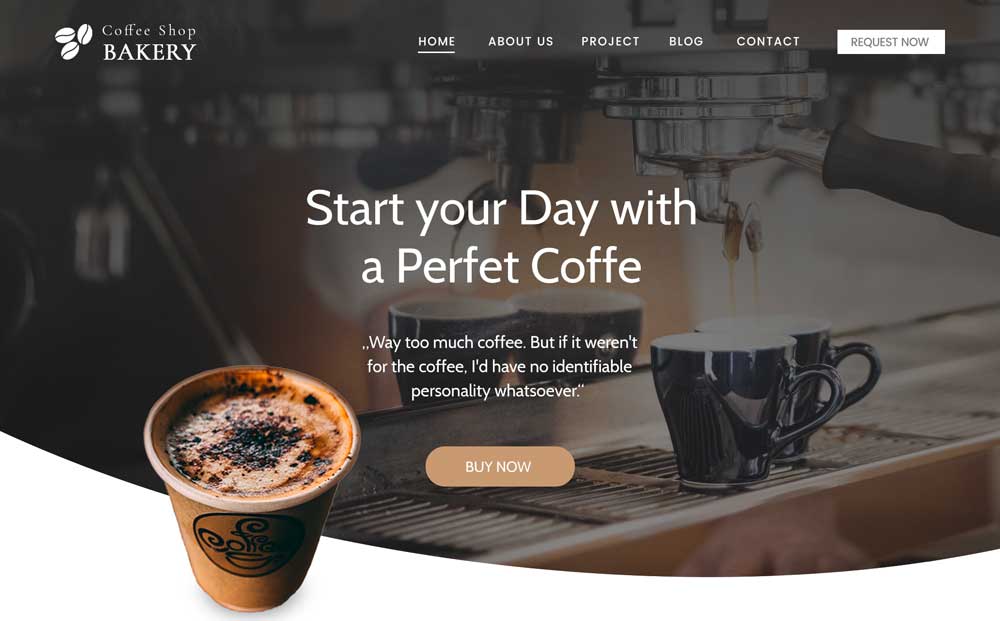 Coffee Shop
BAKERY
HOME
ABOUT US
PROJECT
BLOG
CONTACT
REQUEST NOW
Start your Day with
a Perfet Coffe
,,Way too much coffee. But if it weren't
for the coffee, I'd have no identifiable
personality whatsoever.“
BUY NOW
Coffee